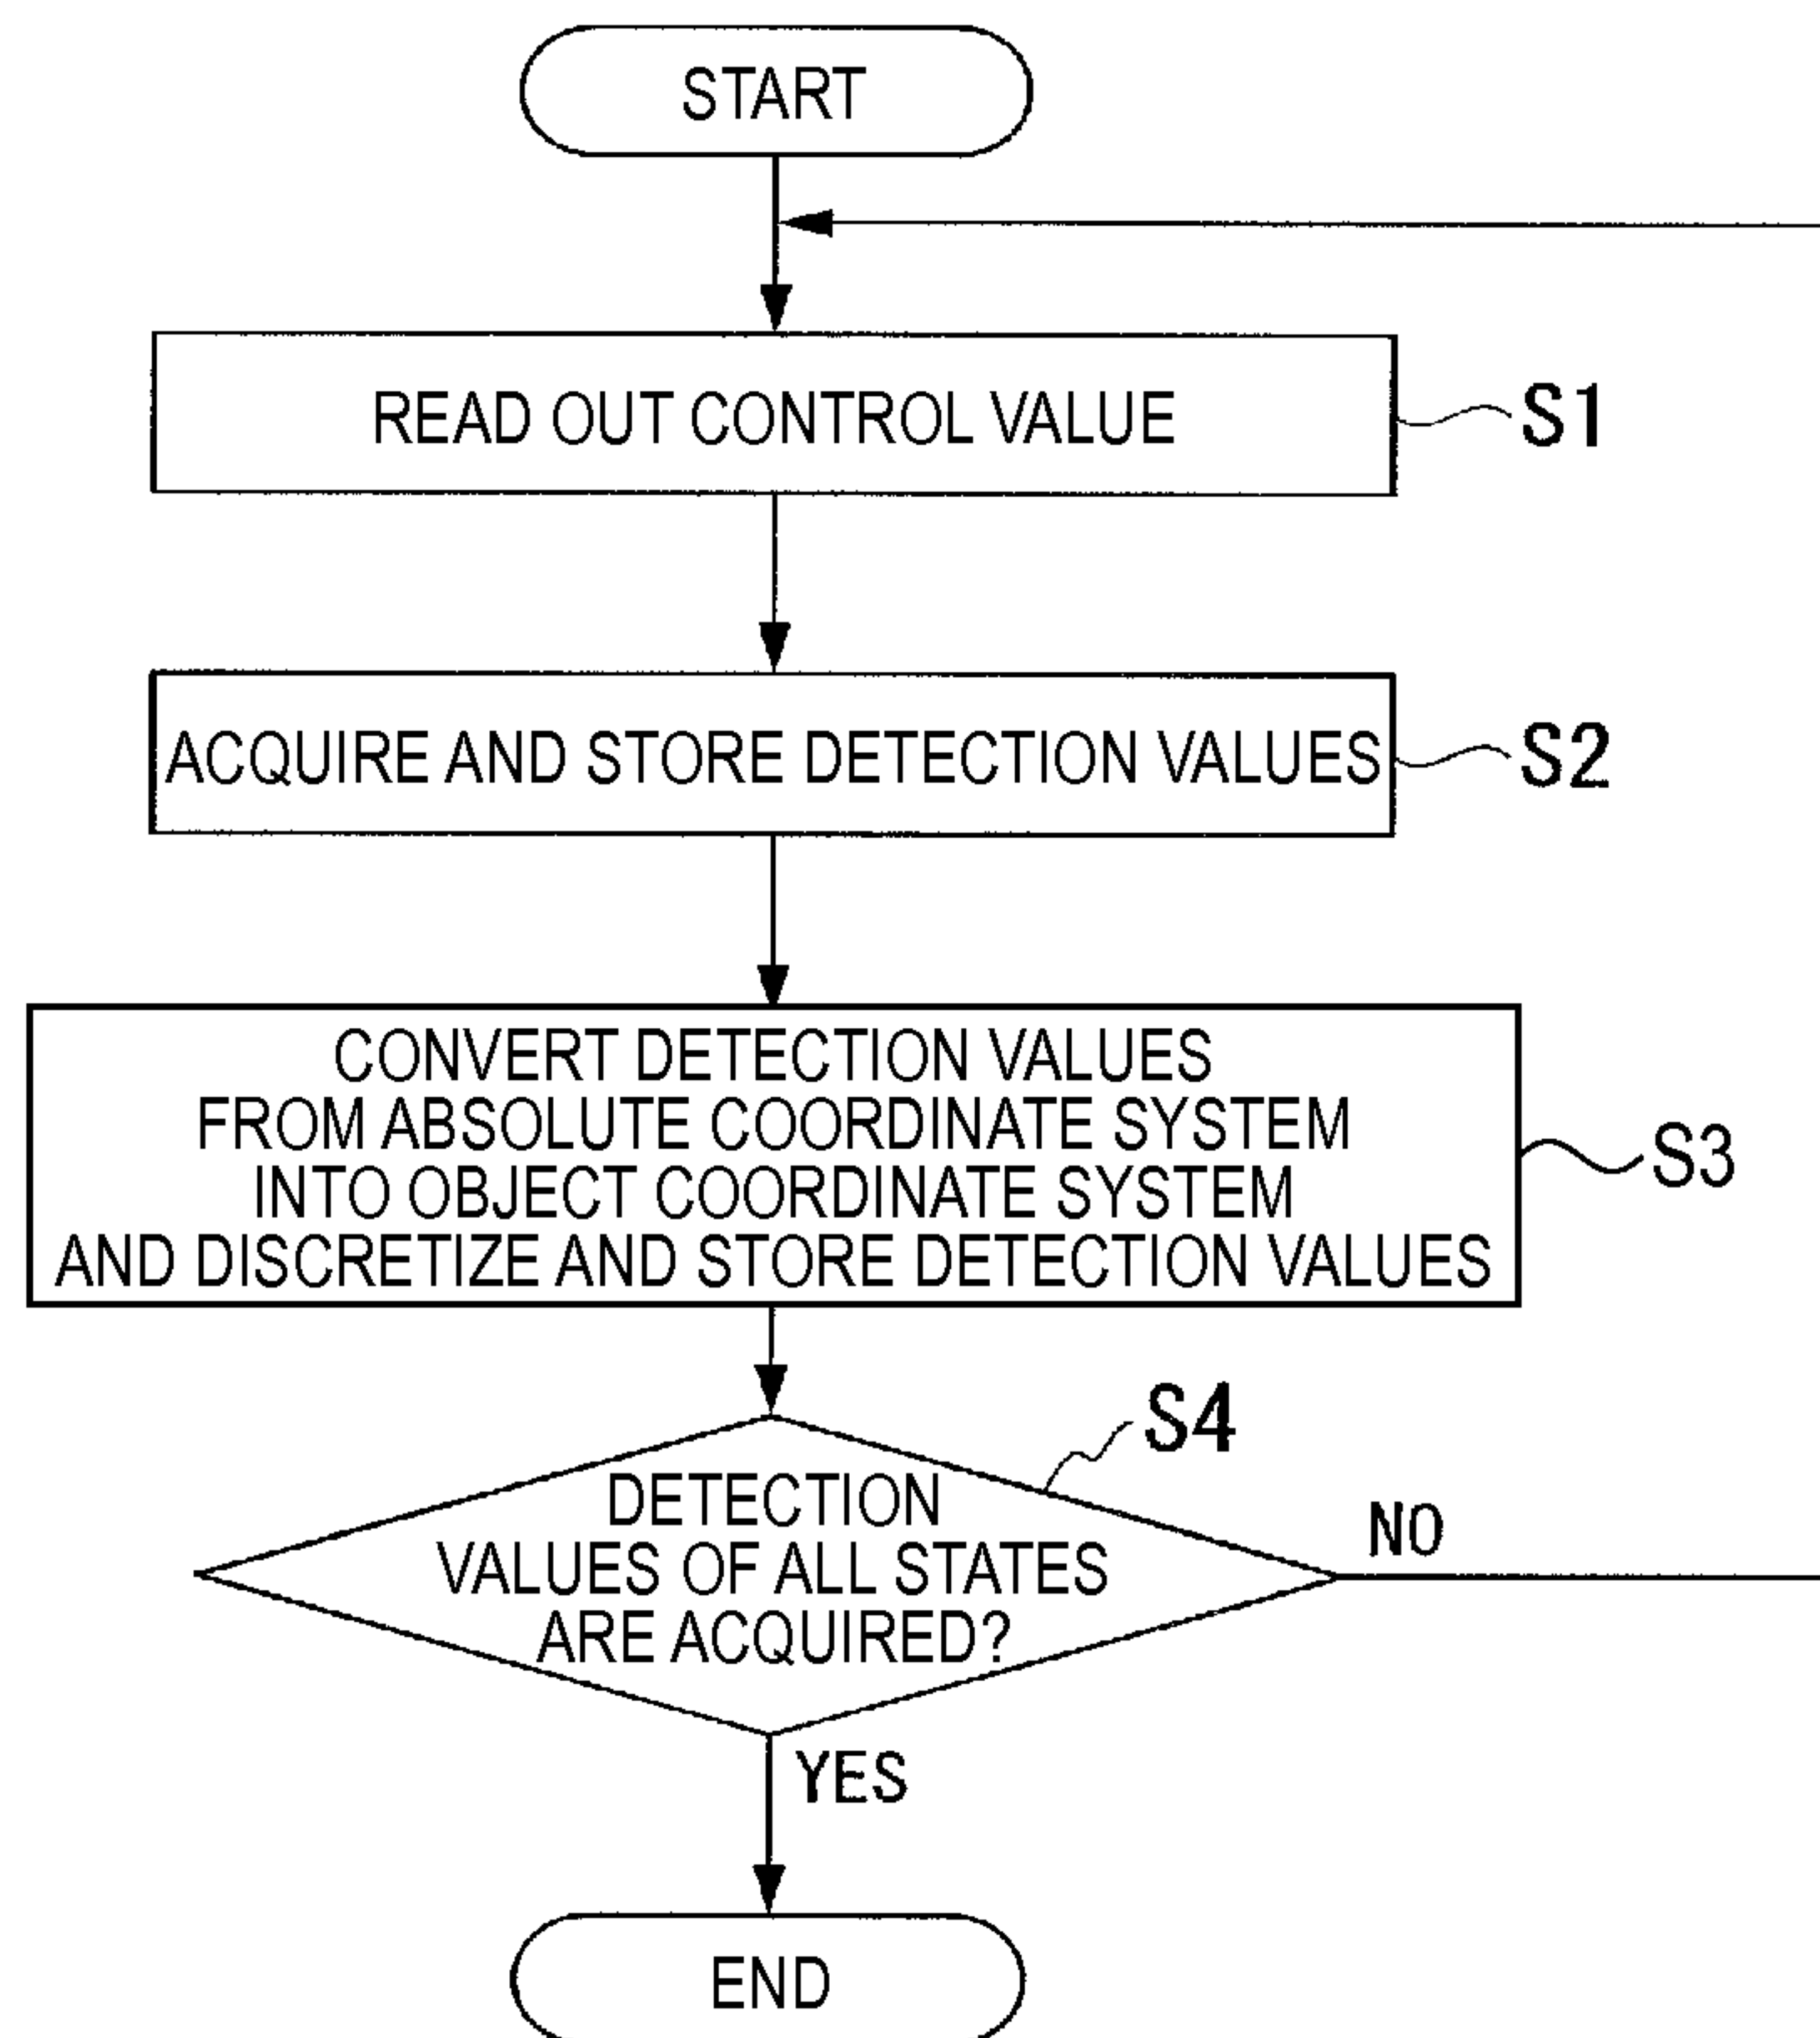 START
READ OUT CONTROL VALUE
S1
ACQUIRE AND STORE DETECTION VALUES
S2
CONVERT DETECTION VALUES
FROM ABSOLUTE COORDINATE SYSTEM
INTO OBJECT COORDINATE SYSTEM
AND DISCRETIZE AND STORE DETECTION VALUES
S3
S4
DETECTION
VALUES OF ALL STATES
ARE ACQUIRED?
NO
YES
END